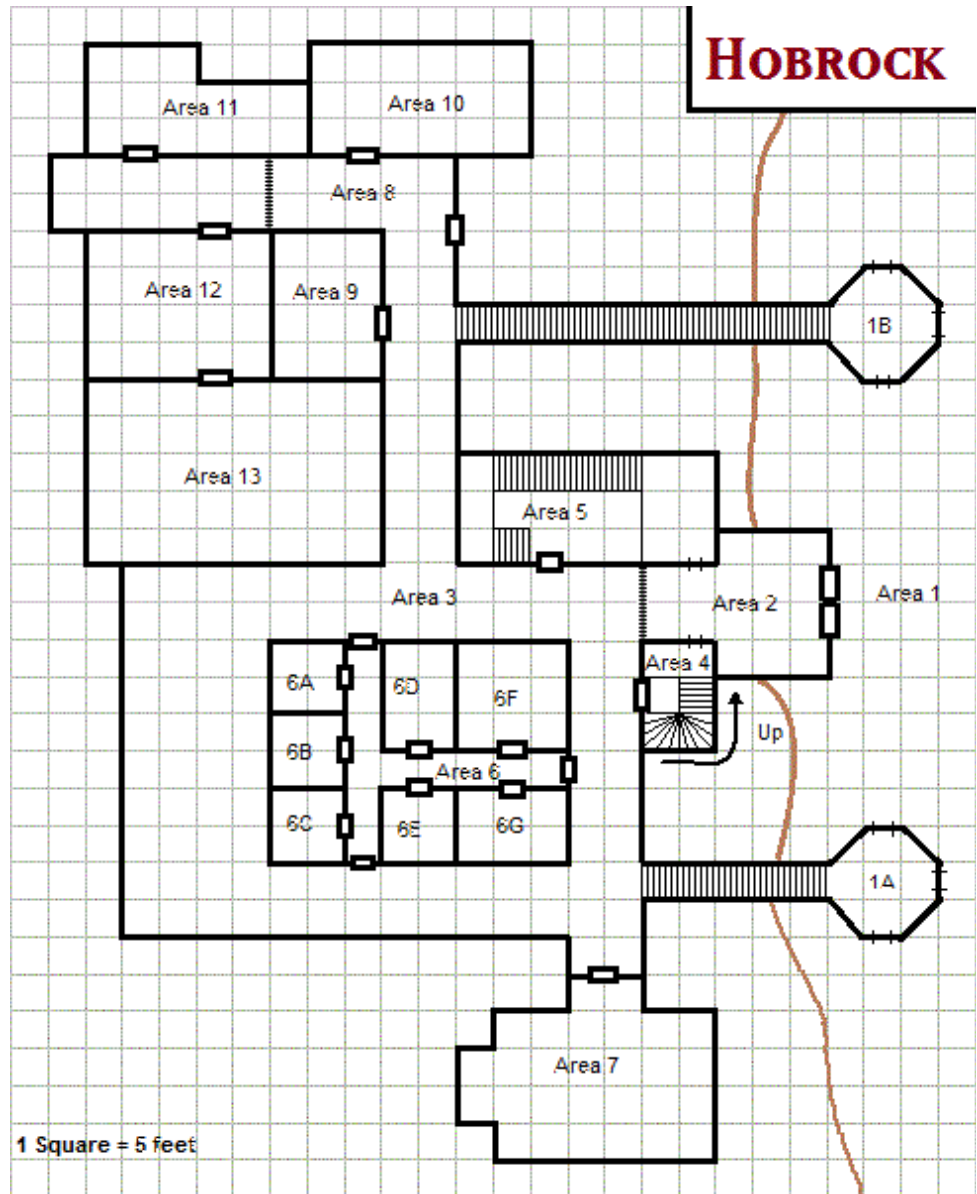 HOBROCK
Area 11
Area 10
Area 8
Area 12
Area 9
1B
Area 13
Area 5
Area 3
Area 2
Area 1
Area 4
6A
6D
6F
6B
Up
Area 6
6C
6E
6G
1A
Area 7
1 Square = 5 feet